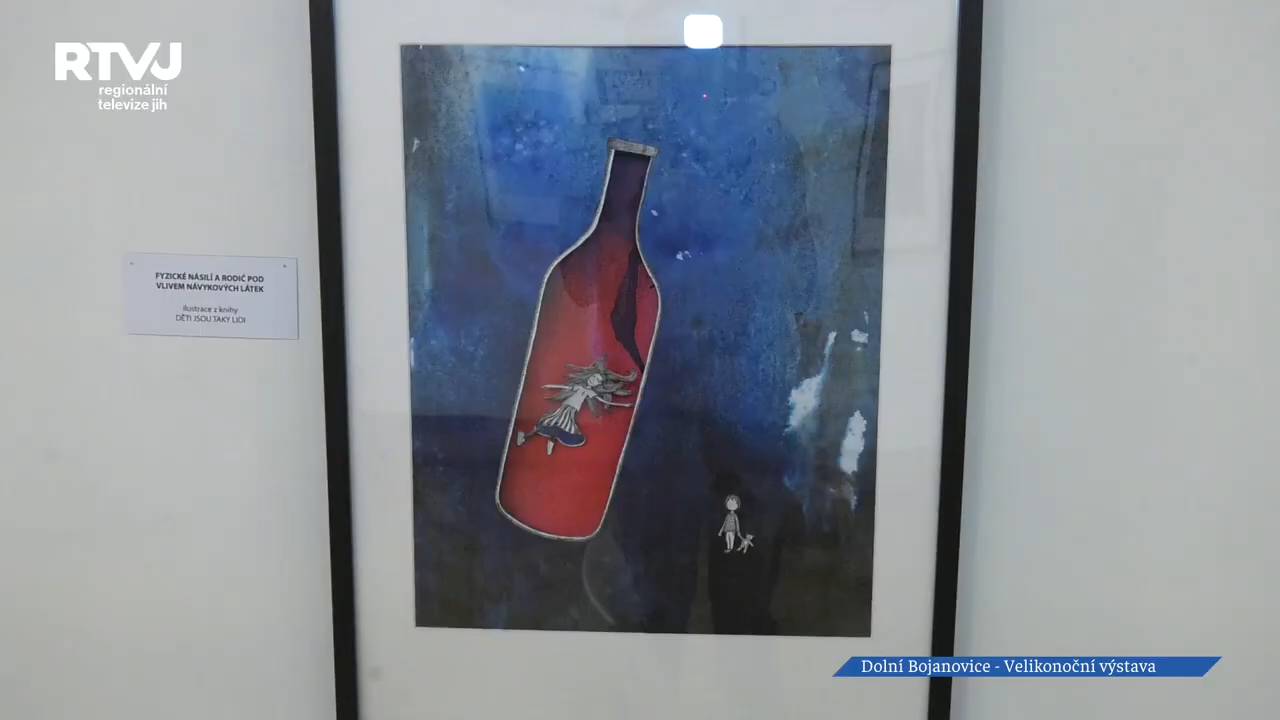 RTVJ
regionální
televize jih
FYZICKÉ NÁSILÍ A RODIČ POD
VLIVEM NÁVYKOVÝCH LÁTEK
ilustrace z knihy
DĚTI JSOU TAKY LIDI
Dolní Bojanovice - Velikonoční výstava